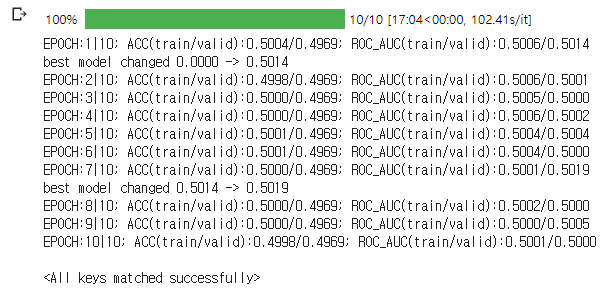 100% 10/10 [17:04<00:00, 102.41s/it]
EPOCH:1|10; ACC(train/valid):0.5004/0.4969; ROC_AUC(train/valid):0.5006/0.5014
best model changed 0.0000 -> 0.5014
EPOCH:2|10; ACC(train/valid):0.4998/0.4969; ROC_AUC(train/valid):0.5006/0.5001
EPOCH:3|10; ACC(train/valid):0.5000/0.4969; ROC_AUC(train/valid):0.5005/0.5000
EPOCH:4|10; ACC(train/valid):0.5000/0.4969; ROC_AUC(train/valid):0.5006/0.5002
EPOCH:5|10; ACC(train/valid):0.5001/0.4969; ROC_AUC(train/valid):0.5004/0.5004
EPOCH:6|10; ACC(train/valid):0.5001/0.4969; ROC_AUC(train/valid):0.5004/0.5000
EPOCH:7|10; ACC(train/valid):0.5000/0.4969; ROC_AUC(train/valid):0.5001/0.5019
best model changed 0.5014 -> 0.5019
EPOCH:8|10; ACC(train/valid):0.5000/0.4969; ROC_AUC(train/valid):0.5002/0.5000
EPOCH:9|10; ACC(train/valid):0.5000/0.4969; ROC_AUC(train/valid):0.5000/0.5005
EPOCH:10|10; ACC(train/valid):0.4998/0.4969; ROC_AUC(train/valid):0.5001/0.5000
<All keys matched successfully>